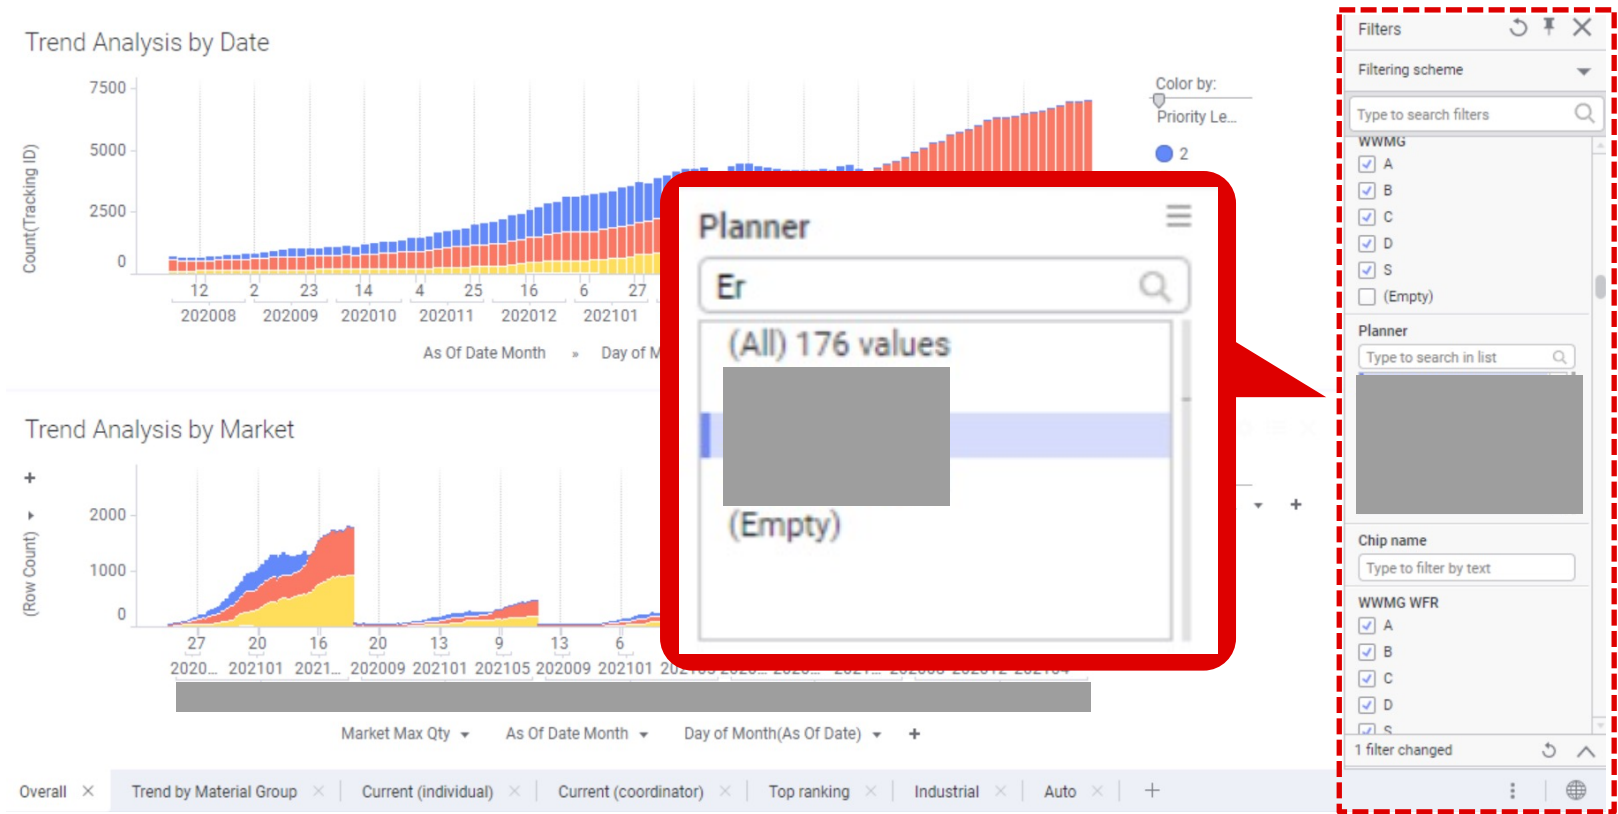 Trend Analysis by Date
Count(Tracking ID)
7500
5000
2500
0
12 2 23 14 4 25 16 6 27
202008 202009 202010 202011 202012 202101
As Of Date Month » Day of M
Color by:
Priority Le...
2
Trend Analysis by Market
(Row Count)
2000
1000
0
27 20 16 20 13 9 13 6
2020... 202101 2021... 202009 202101 202105 202009 202101
Market Max Qty As Of Date Month Day of Month(As Of Date)
Planner
Er
(All) 176 values
(Empty)
Filters
Filtering scheme
Type to search filters
WWMG
A
B
C
D
S
(Empty)
Planner
Type to search in list
Chip name
Type to filter by text
WWMG WFR
A
B
C
D
S
1 filter changed
Overall Trend by Material Group Current (individual) Current (coordinator) Top ranking Industrial Auto